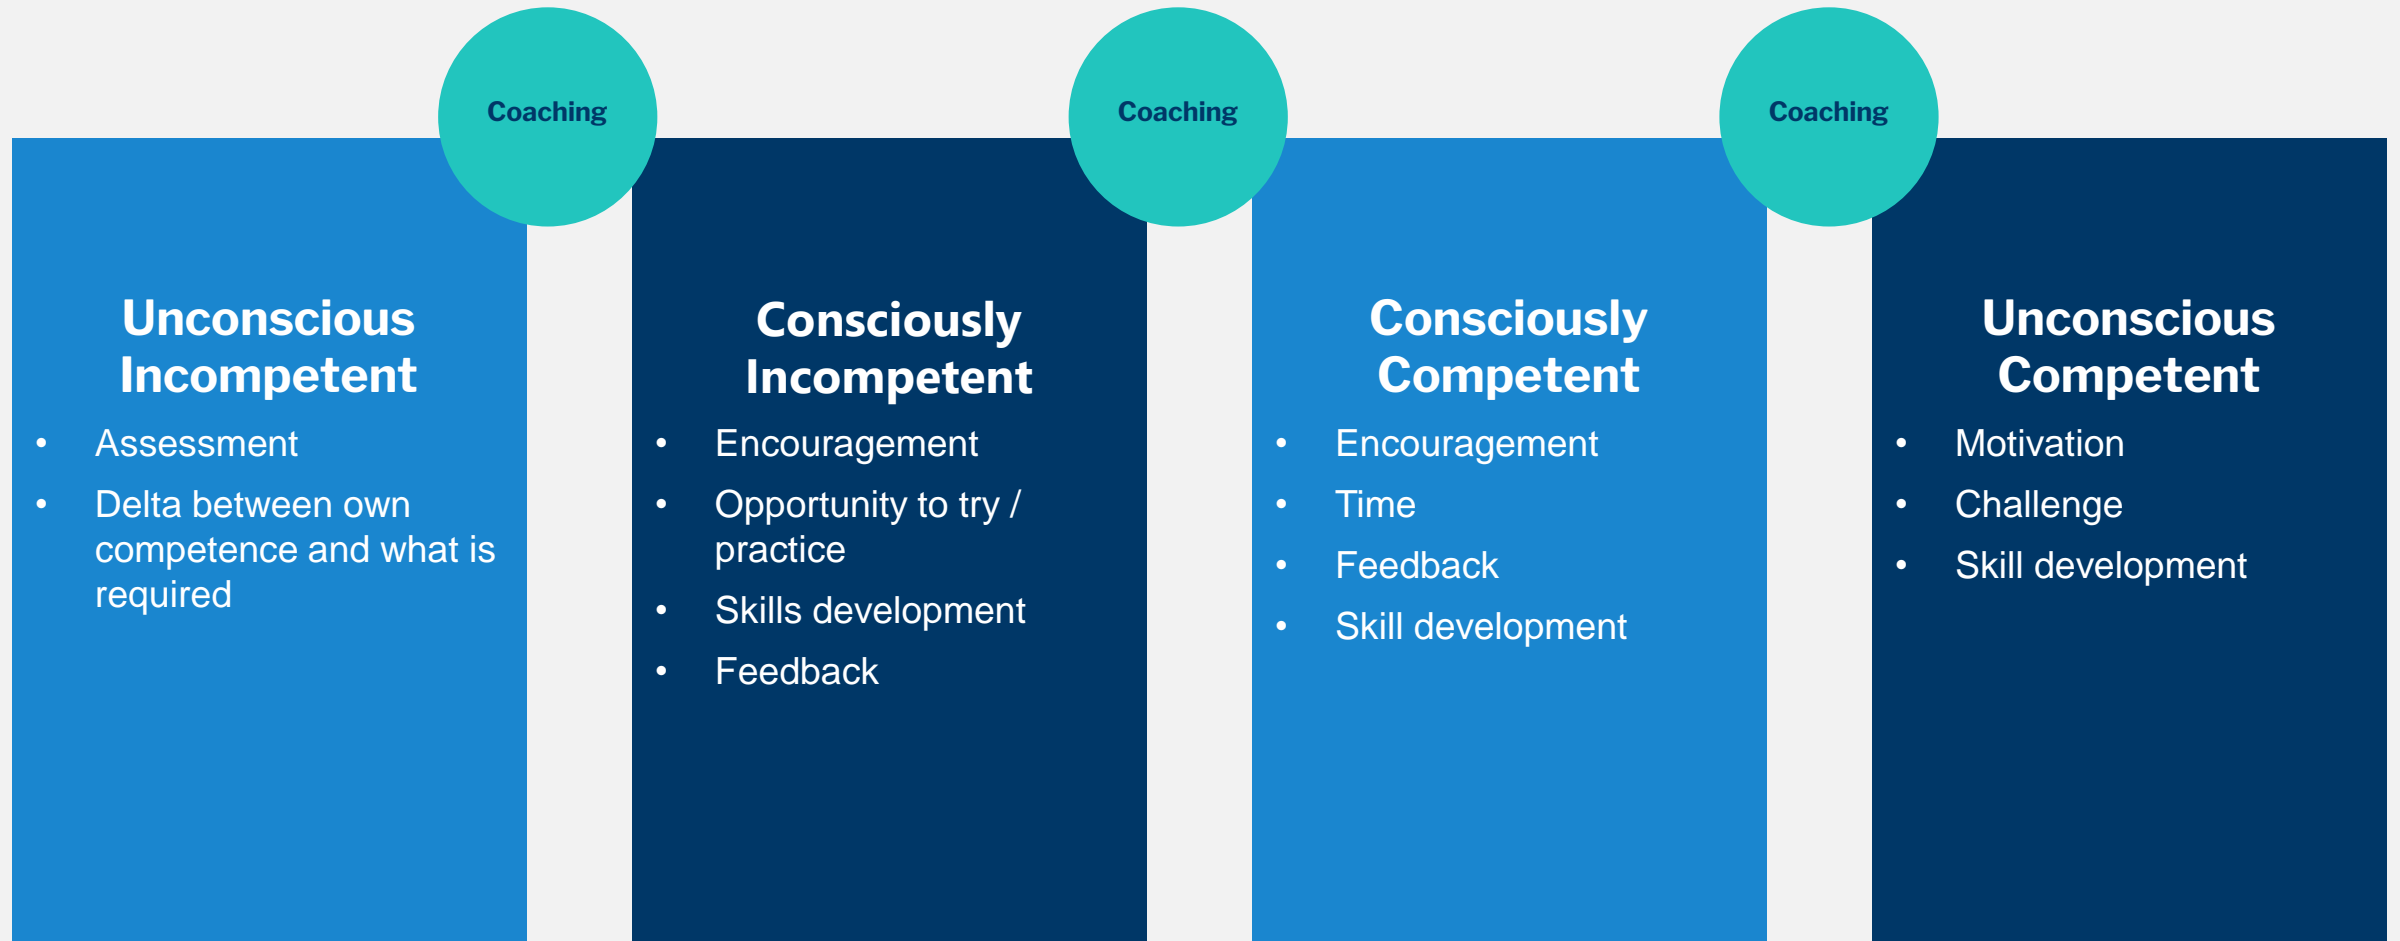 Coaching
Coaching
Coaching
Unconscious
Incompetent
• Assessment
• Delta between own
competence and what is
required
Consciously
Incompetent
• Encouragement
• Opportunity to try /
practice
• Skills development
• Feedback
Consciously
Competent
• Encouragement
• Time
• Feedback
• Skill development
Unconscious
Competent
• Motivation
• Challenge
• Skill development